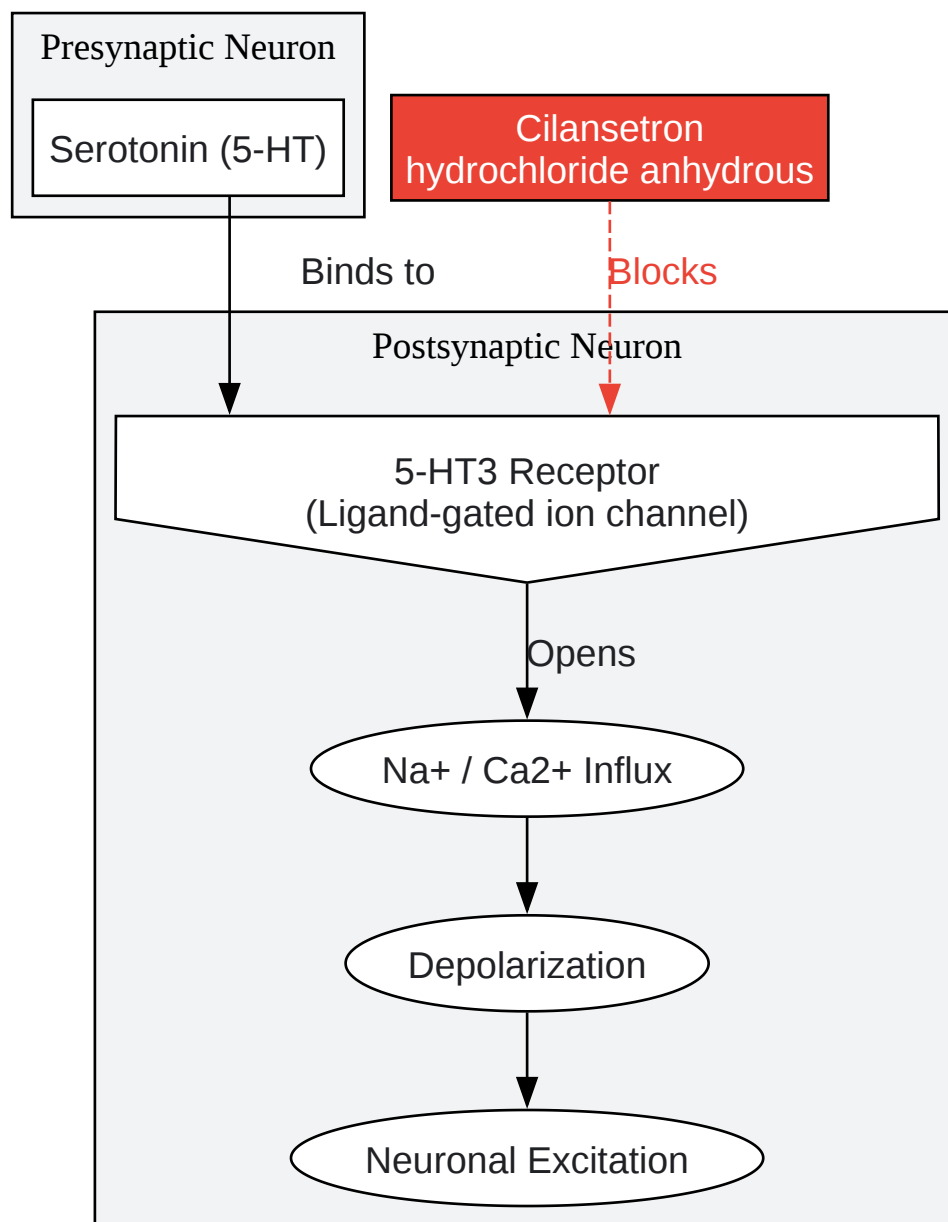 Presynaptic Neuron
Serotonin (5-HT)
Cilansetron
hydrochloride anhydrous
Binds to
Blocks
Postsynaptic Neuron
5-HT3 Receptor
(Ligand-gated ion channel)
Opens
Na+ / Ca2+ Influx
Depolarization
Neuronal Excitation